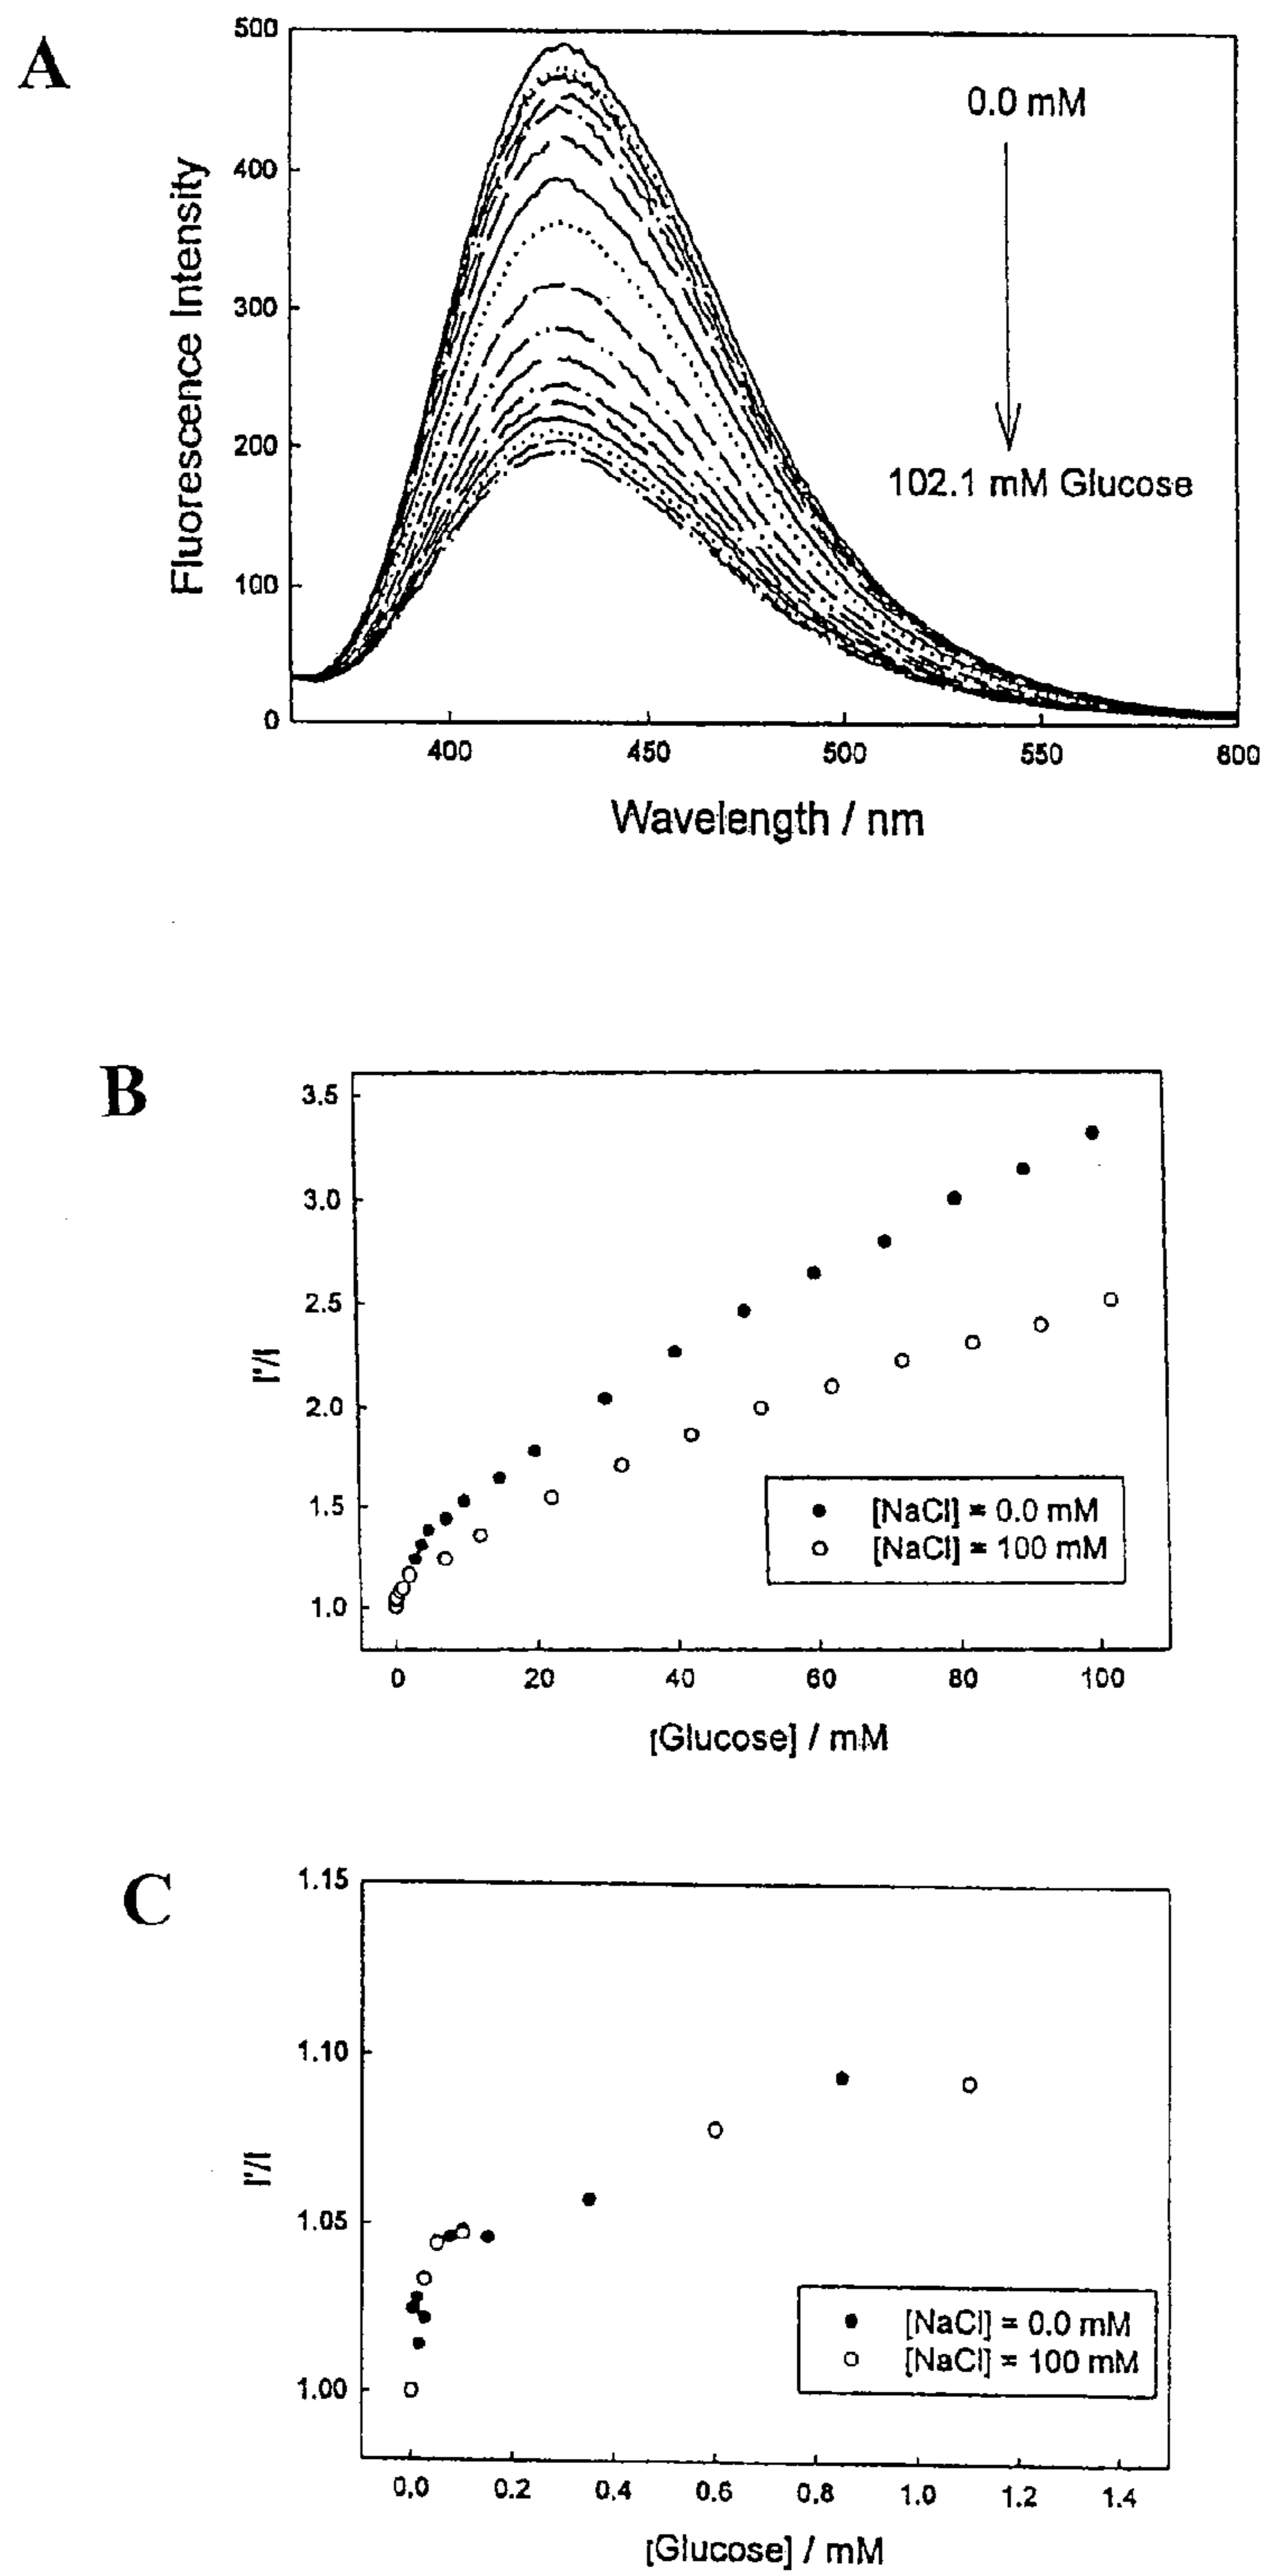 A
500
400
300
200
100
0
Fluorescence Intensity
0.0 mM
102.1 mM Glucose
400
450
500
550
600
Wavelength / nm
B
3.5
3.0
2.5
2.0
1.5
1.0
I'/I
[NaCl] = 0.0 mM
[NaCl] = 100 mM
0
20
40
60
80
100
[Glucose] / mM
C
1.15
1.10
1.05
1.00
I'/I
[NaCl] = 0.0 mM
[NaCl] = 100 mM
0.0
0.2
0.4
0.6
0.8
1.0
1.2
1.4
[Glucose] / mM